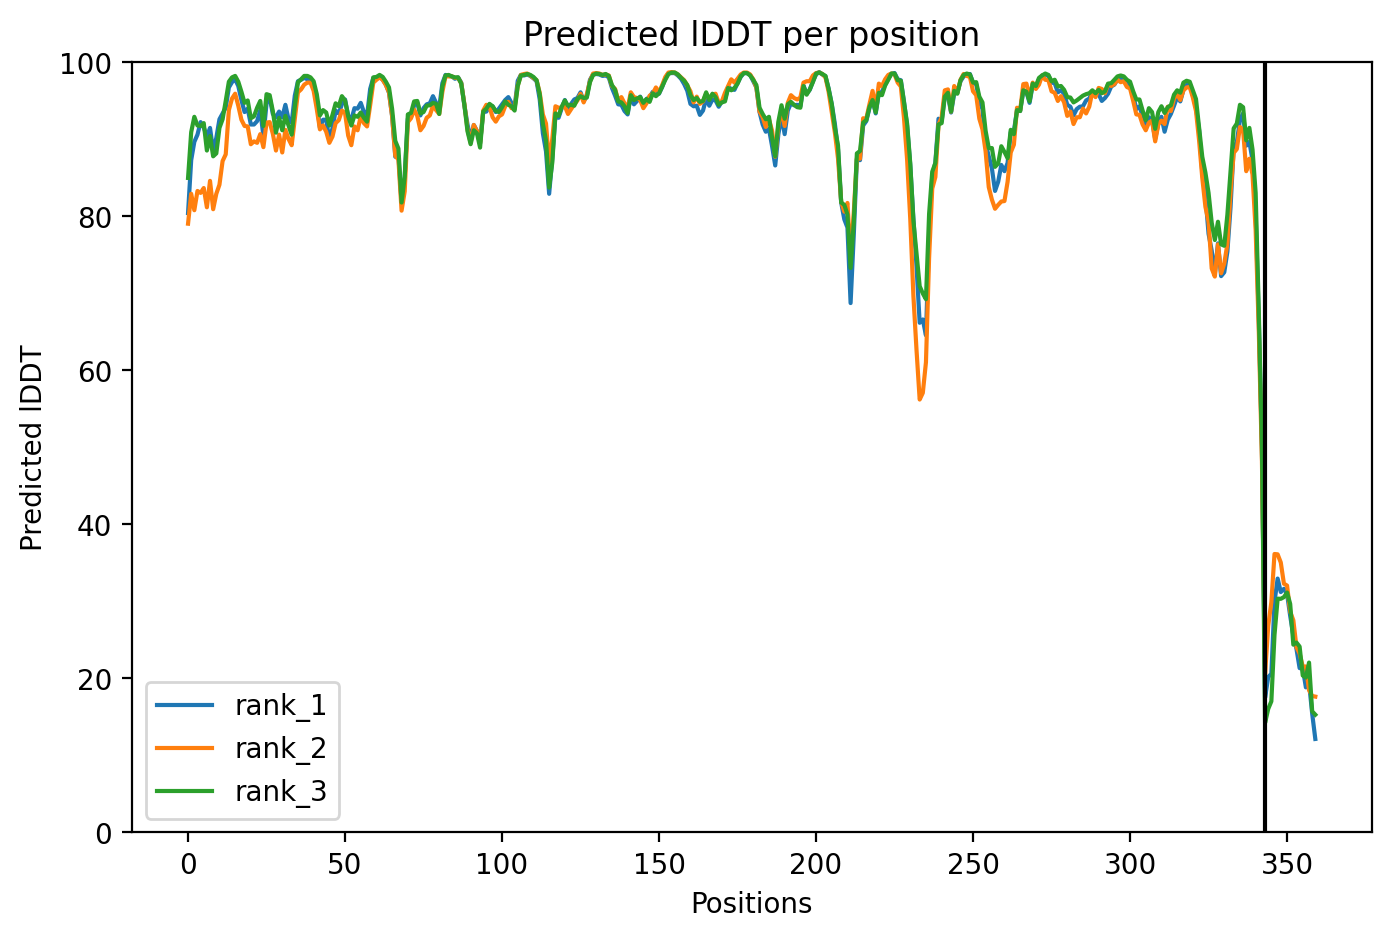 Predicted lDDT per position
100
80
60
40
20
0
Predicted lDDT
rank_1
rank_2
rank_3
0 50 100 150 200 250 300 350
Positions